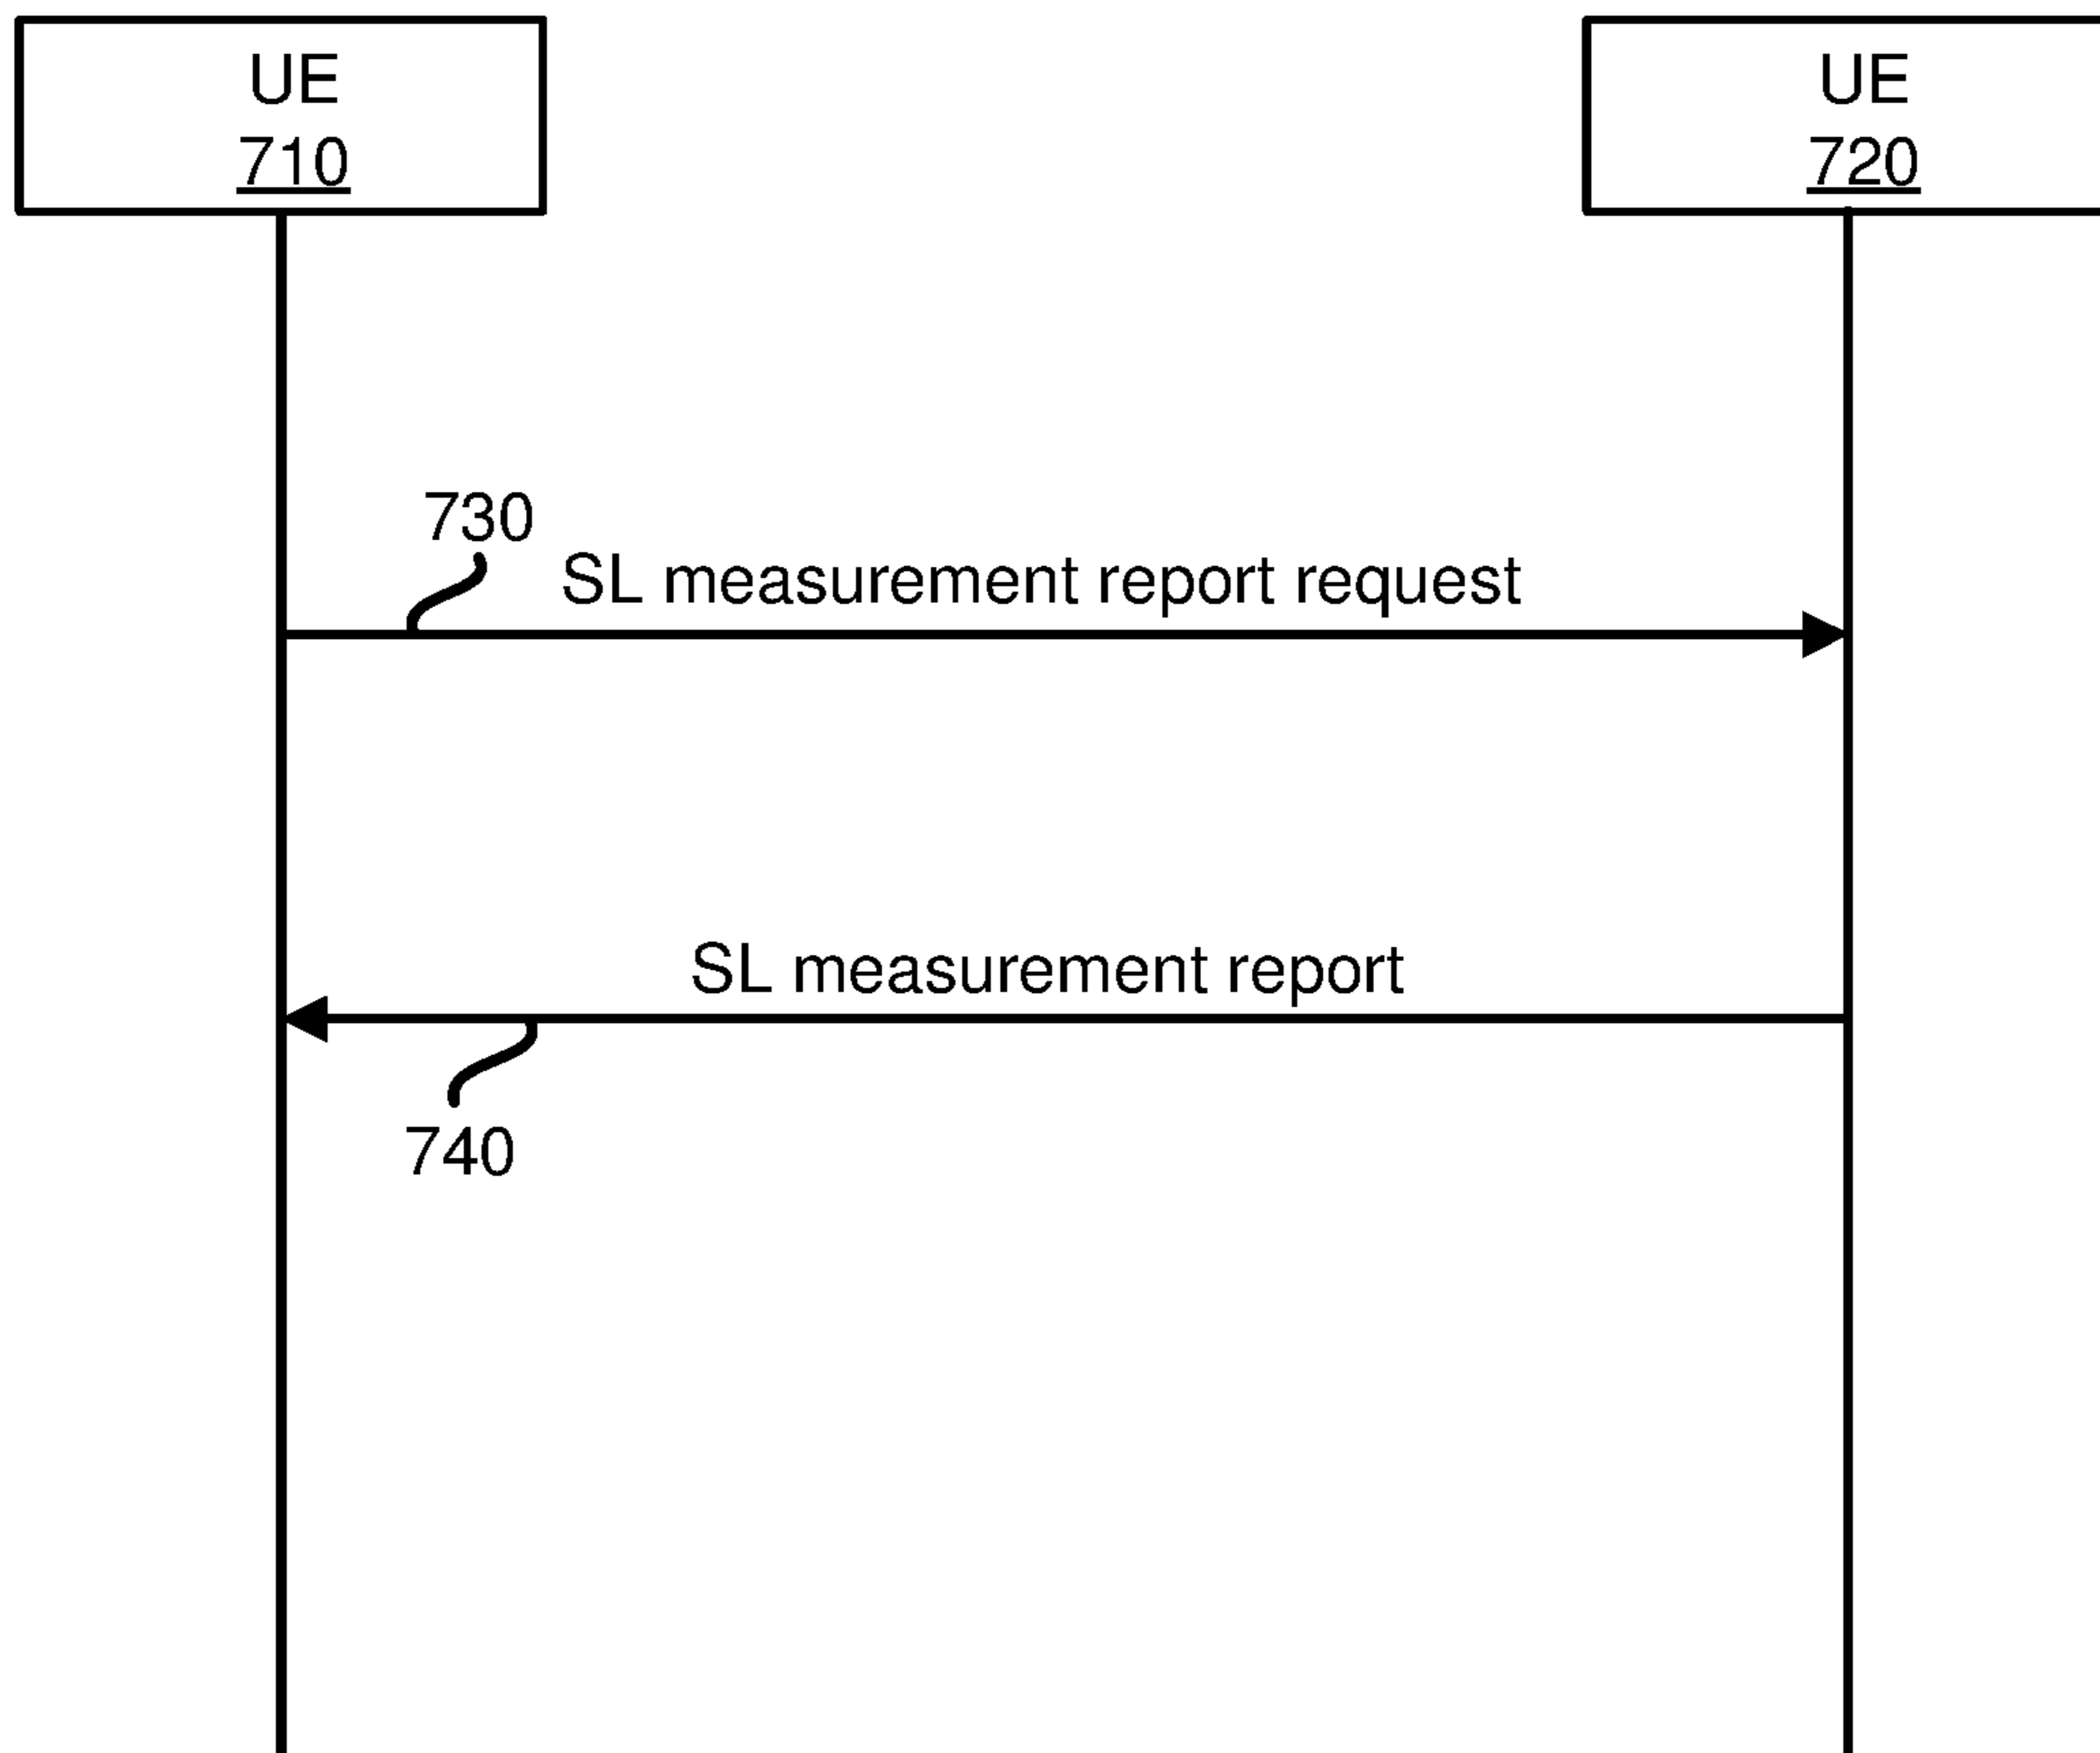 UE
710
UE
720
730
SL measurement report request
SL measurement report
740